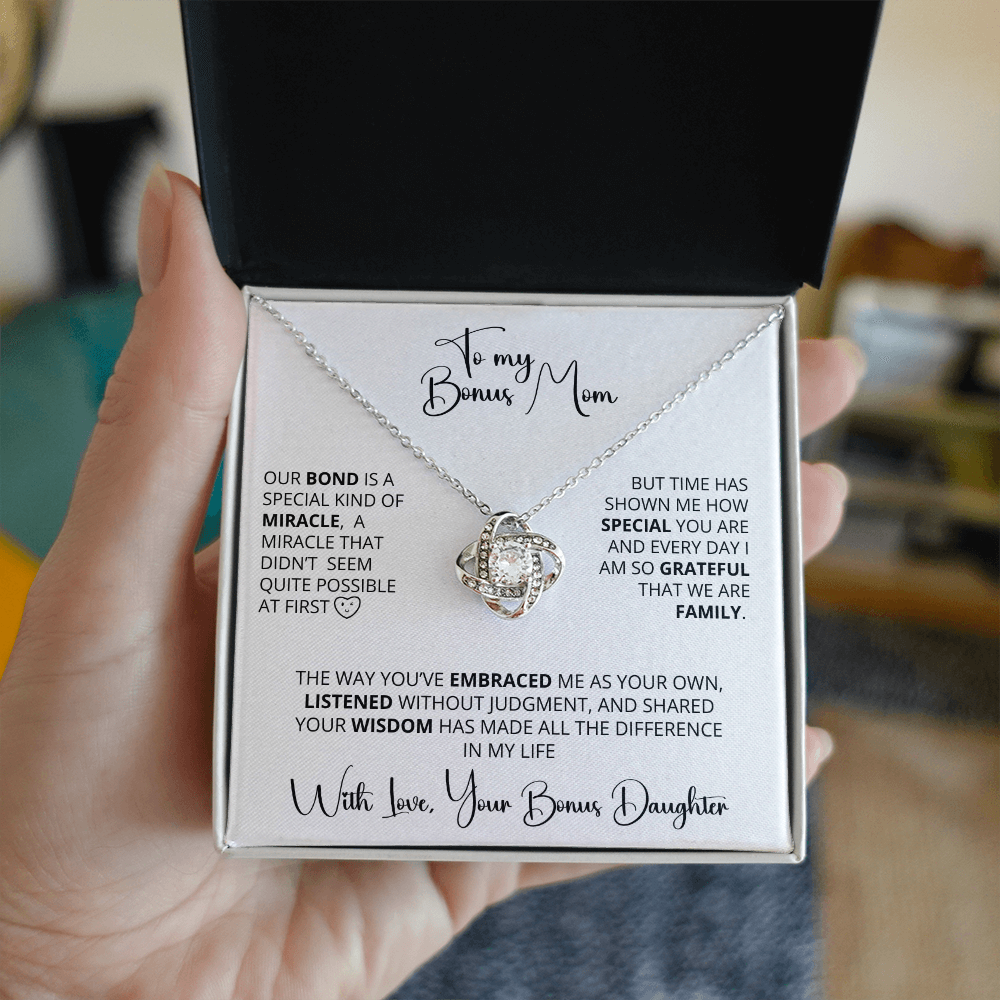 To my
Bonus Mom
OUR BOND IS A
SPECIAL KIND OF
MIRACLE, A
MIRACLE THAT
DIDN'T SEEM
QUITE POSSIBLE
AT FIRST
BUT TIME HAS
SHOWN ME HOW
SPECIAL YOU ARE
AND EVERY DAY I
AM SO GRATEFUL
THAT WE ARE
FAMILY.
THE WAY YOU'VE EMBRACED ME AS YOUR OWN,
LISTENED WITHOUT JUDGMENT, AND SHARED
YOUR WISDOM HAS MADE ALL THE DIFFERENCE
IN MY LIFE
With Love, Your Bonus Daughter